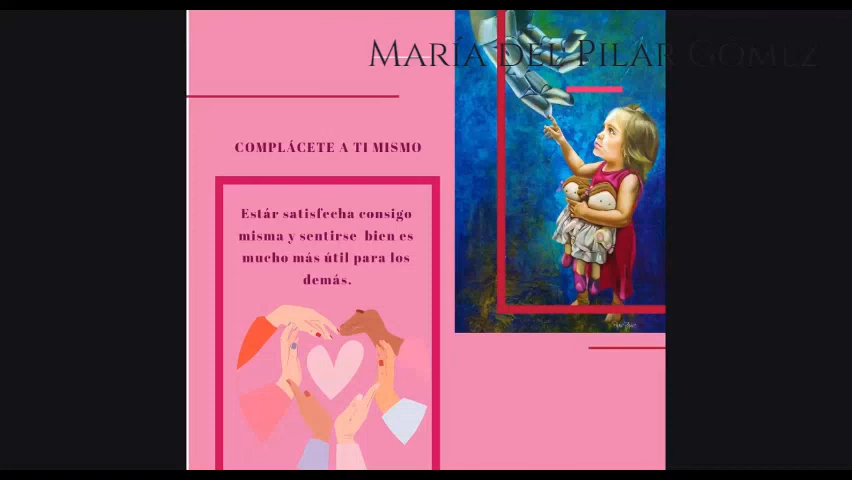 María del Pilar Gomez
COMPLÁCETE A TI MISMO
Estár satisfecha consigo
misma y sentirse bien es
mucho más útil para los
demás.